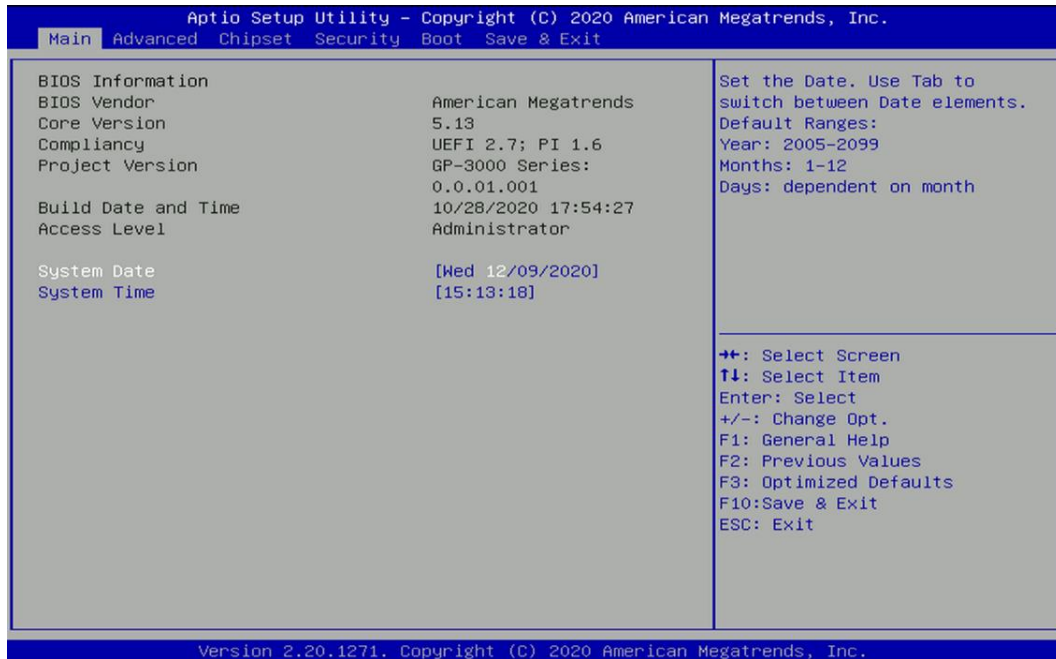 Aptio Setup Utility – Copyright (C) 2020 American Megatrends, Inc.
Main Advanced Chipset Security Boot Save & Exit
BIOS Information
BIOS Vendor American Megatrends
Core Version 5.13
Compliancy UEFI 2.7; PI 1.6
Project Version GP-3000 Series:
0.0.01.001
Build Date and Time 10/28/2020 17:54:27
Access Level Administrator
System Date [Wed 12/09/2020]
System Time [15:13:18]
Set the Date. Use Tab to
switch between Date elements.
Default Ranges:
Year: 2005-2099
Months: 1-12
Days: dependent on month
→←: Select Screen
↑↓: Select Item
Enter: Select
+/-: Change Opt.
F1: General Help
F2: Previous Values
F3: Optimized Defaults
F10:Save & Exit
ESC: Exit
Version 2.20.1271. Copyright (C) 2020 American Megatrends, Inc.